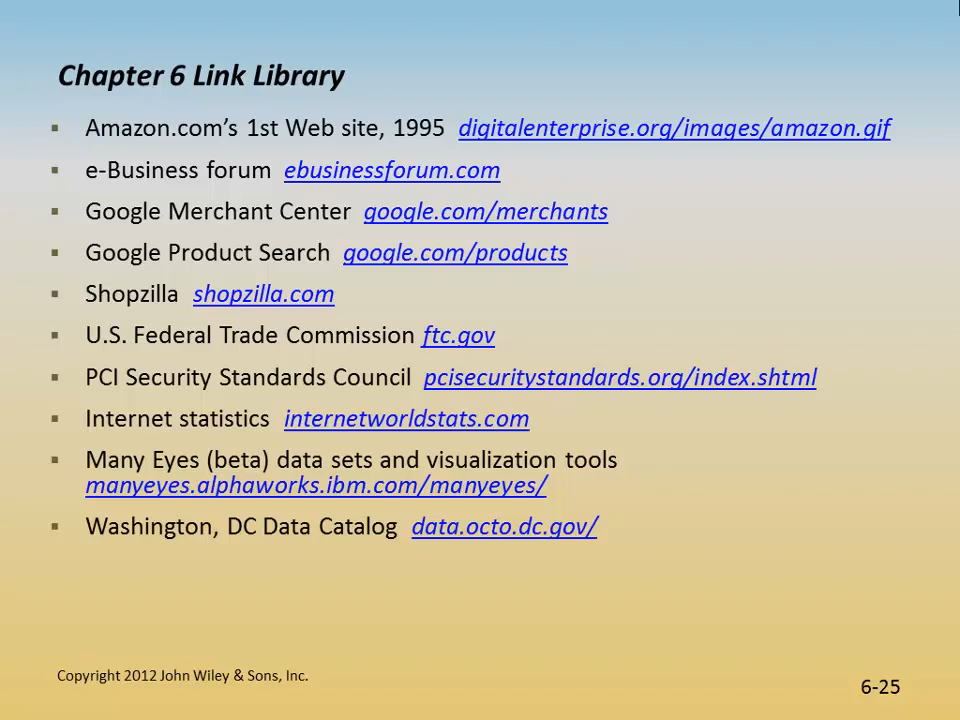 Chapter 6 Link Library
▪ Amazon.com’s 1st Web site, 1995 digitalenterprise.org/images/amazon.gif
▪ e-Business forum ebusinessforum.com
▪ Google Merchant Center google.com/merchants
▪ Google Product Search google.com/products
▪ Shopzilla shopzilla.com
▪ U.S. Federal Trade Commission ftc.gov
▪ PCI Security Standards Council pcisecuritystandards.org/index.shtml
▪ Internet statistics internetworldstats.com
▪ Many Eyes (beta) data sets and visualization tools
manyeyes.alphaworks.ibm.com/manyeyes/
▪ Washington, DC Data Catalog data.octo.dc.gov/
Copyright 2012 John Wiley & Sons, Inc.
6-25